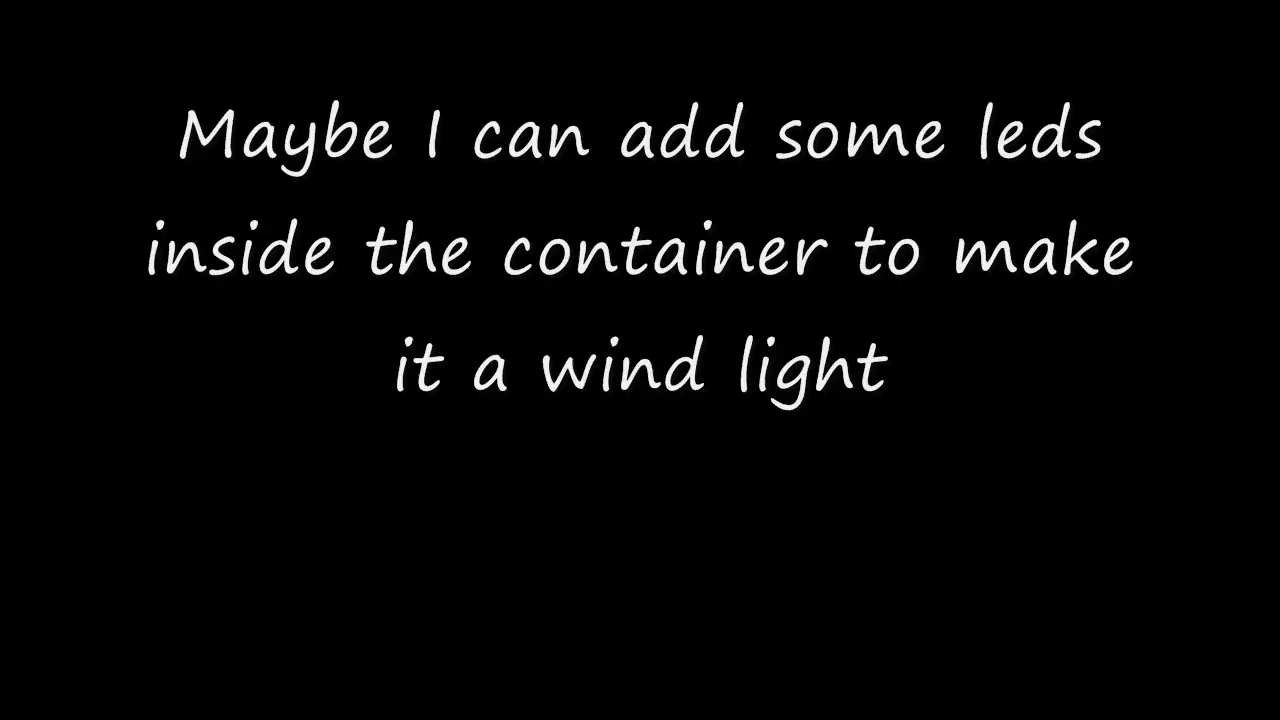 Maybe I can add some leds
inside the container to make
it a wind light